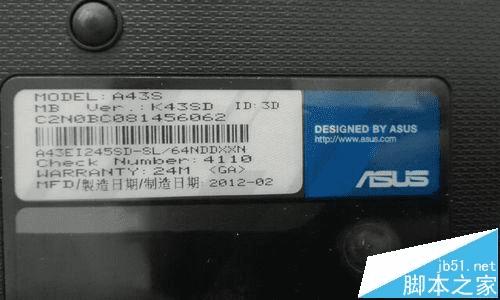 MODEL: A43S
MB Ver.: K43SD ID:3D
C2N0BC081456062
A43EI245SD-SL/64NDDXXN
Check Number: 4110
WARRANTY: 24M <GA>
MFD/製造日期/制造日期:2012-02
DESIGNED BY ASUS
http://www.asus.com
ASUS
jb51.net
脚本之家